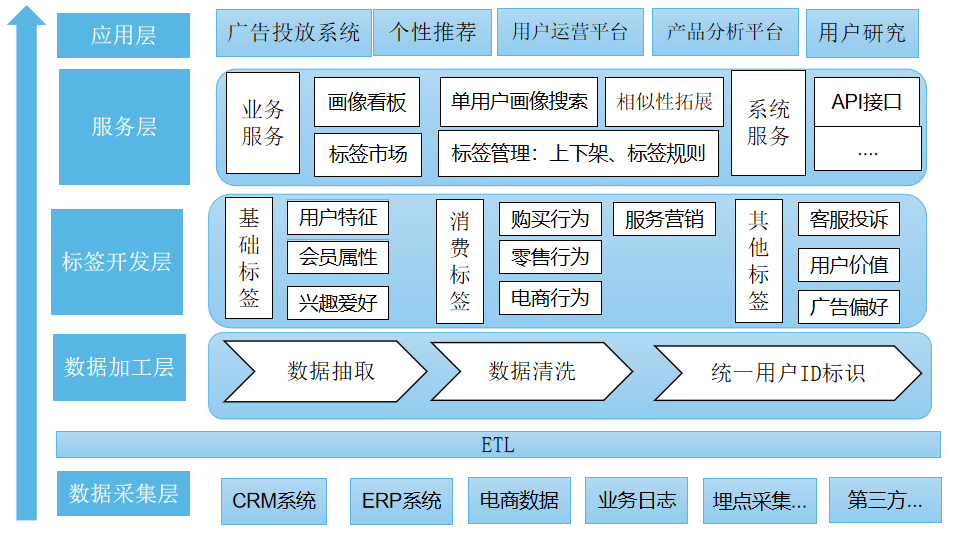 应用层
广告投放系统
个性推荐
用户运营平台
产品分析平台
用户研究
服务层
业务
服务
画像看板
标签市场
单用户画像搜索
相似性拓展
标签管理：上下架、标签规则
系统
服务
API接口
....
标签开发层
基
础
标
签
用户特征
会员属性
兴趣爱好
消
费
标
签
购买行为
服务营销
零售行为
电商行为
其
他
标
签
客服投诉
用户价值
广告偏好
数据加工层
数据抽取
数据清洗
统一用户ID标识
ETL
数据采集层
CRM系统
ERP系统
电商数据
业务日志
埋点采集...
第三方...